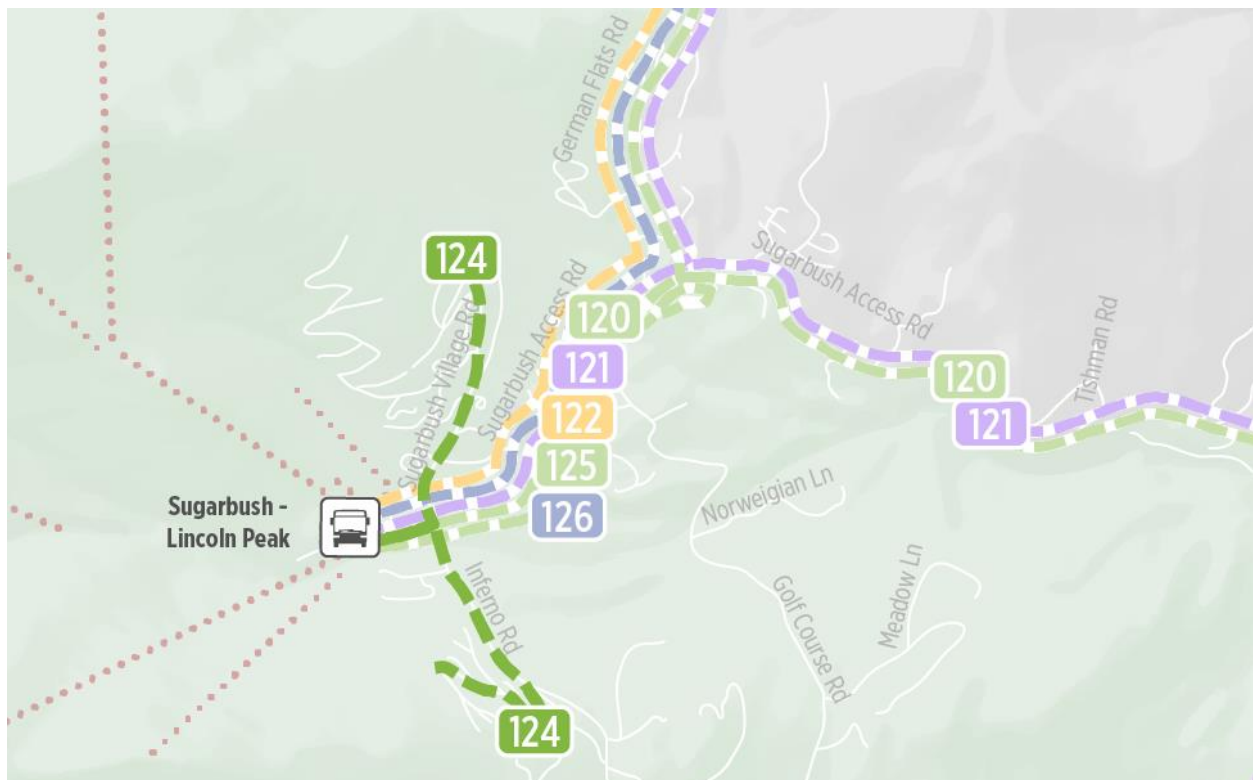 German Flats Rd
124
Sugarbush Village Rd
Sugarbush Access Rd
Sugarbush Access Rd
120
121
122
125
126
120
121
Tishman Rd
Sugarbush -
Lincoln Peak
Norweigian Ln
Inferno Rd
Golf Course Rd
Meadow Ln
124